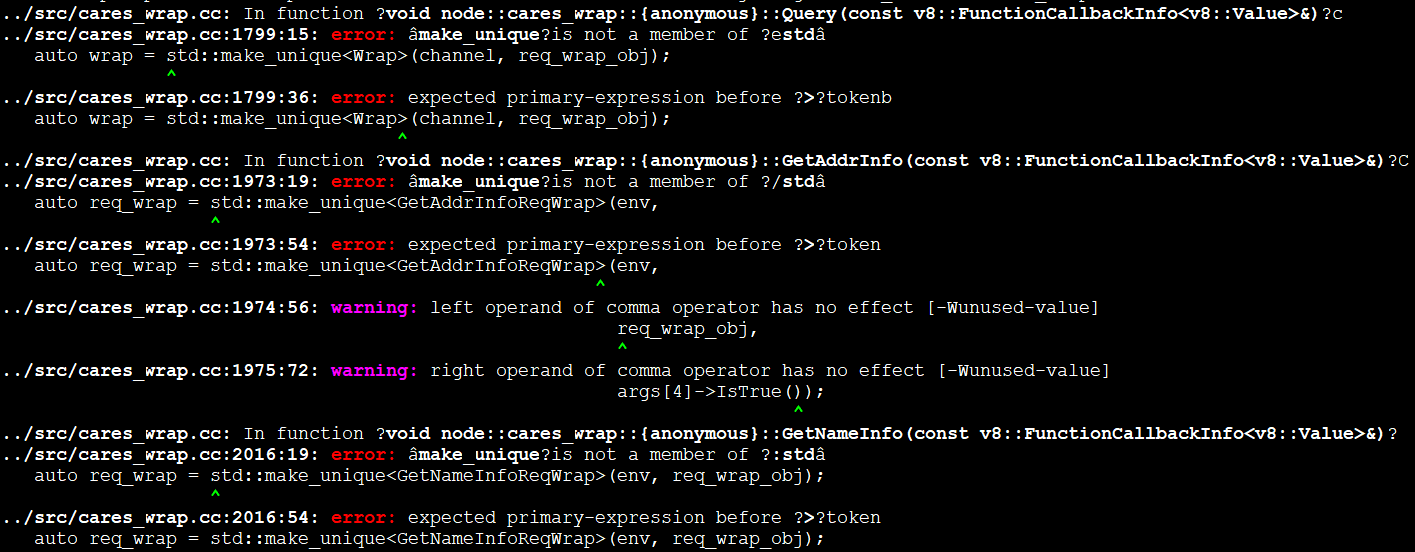 ../src/cares_wrap.cc: In function ?void node::cares_wrap::{anonymous}::Query(const v8::FunctionCallbackInfo<v8::Value>&)?c
../src/cares_wrap.cc:1799:15: error: âmake_unique?is not a member of ?estdâ
auto wrap = std::make_unique<Wrap>(channel, req_wrap_obj);
^
../src/cares_wrap.cc:1799:36: error: expected primary-expression before ?>?tokenb
auto wrap = std::make_unique<Wrap>(channel, req_wrap_obj);
^
../src/cares_wrap.cc: In function ?void node::cares_wrap::{anonymous}::GetAddrInfo(const v8::FunctionCallbackInfo<v8::Value>&)?C
../src/cares_wrap.cc:1973:19: error: âmake_unique?is not a member of ?/stdâ
auto req_wrap = std::make_unique<GetAddrInfoReqWrap>(env,
^
../src/cares_wrap.cc:1973:54: error: expected primary-expression before ?>?token
auto req_wrap = std::make_unique<GetAddrInfoReqWrap>(env,
^
../src/cares_wrap.cc:1974:56: warning: left operand of comma operator has no effect [-Wunused-value]
req_wrap_obj,
^
../src/cares_wrap.cc:1975:72: warning: right operand of comma operator has no effect [-Wunused-value]
args[4]->IsTrue());
^
../src/cares_wrap.cc: In function ?void node::cares_wrap::{anonymous}::GetNameInfo(const v8::FunctionCallbackInfo<v8::Value>&)?
../src/cares_wrap.cc:2016:19: error: âmake_unique?is not a member of ?:stdâ
auto req_wrap = std::make_unique<GetNameInfoReqWrap>(env, req_wrap_obj);
^
../src/cares_wrap.cc:2016:54: error: expected primary-expression before ?>?token
auto req_wrap = std::make_unique<GetNameInfoReqWrap>(env, req_wrap_obj);